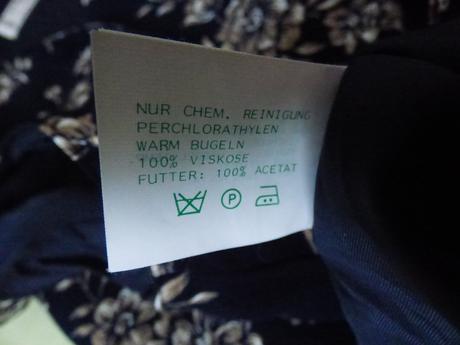 NUR CHEM. REINIGUNG
PERCHLORATHYLEN
WARM BUGELN
100% VISKOSE
FUTTER: 100% ACETAT
P